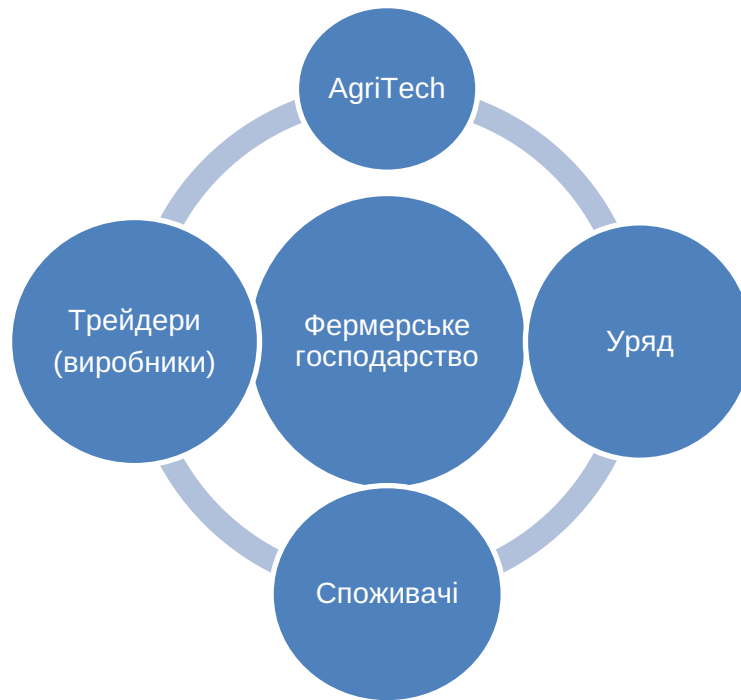 AgriTech
Трейдери
(виробники)
Фермерське
господарство
Уряд
Споживачі